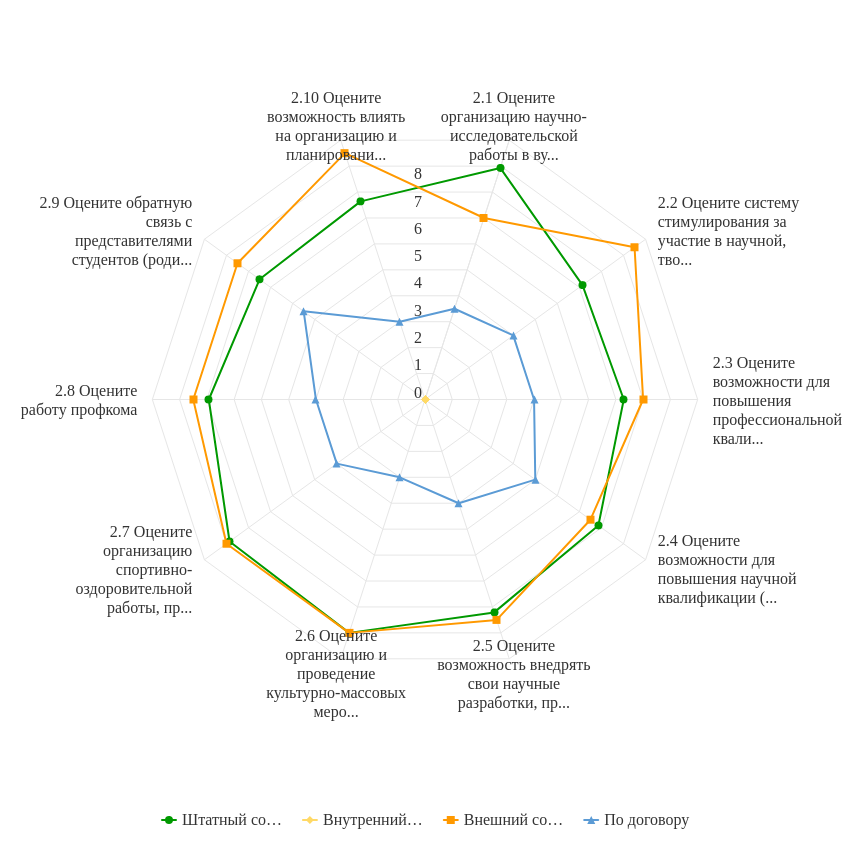 2.10 Оцените
возможность влиять
на организацию и
планировани...
2.1 Оцените
организацию научно-
исследовательской
работы в ву...
2.2 Оцените систему
стимулирования за
участие в научной,
тво...
2.3 Оцените
возможности для
повышения
профессиональной
квали...
2.4 Оцените
возможности для
повышения научной
квалификации (...
2.5 Оцените
возможность внедрять
свои научные
разработки, пр...
2.6 Оцените
организацию и
проведение
культурно-массовых
меро...
2.7 Оцените
организацию
спортивно-
оздоровительной
работы, пр...
2.8 Оцените
работу профкома
2.9 Оцените обратную
связь с
представителями
студентов (роди...
8
7
6
5
4
3
2
1
0
Штатный со… Внутренний… Внешний со… По договору